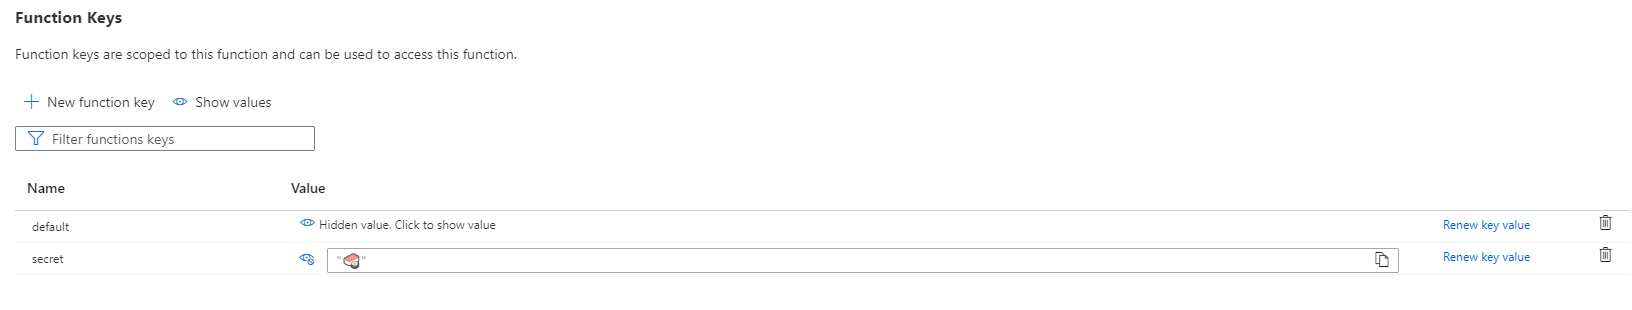 Function Keys
Function keys are scoped to this function and can be used to access this function.
New function key Show values
Filter functions keys
Name Value
default Hidden value. Click to show value Renew key value
secret "🍣" Renew key value